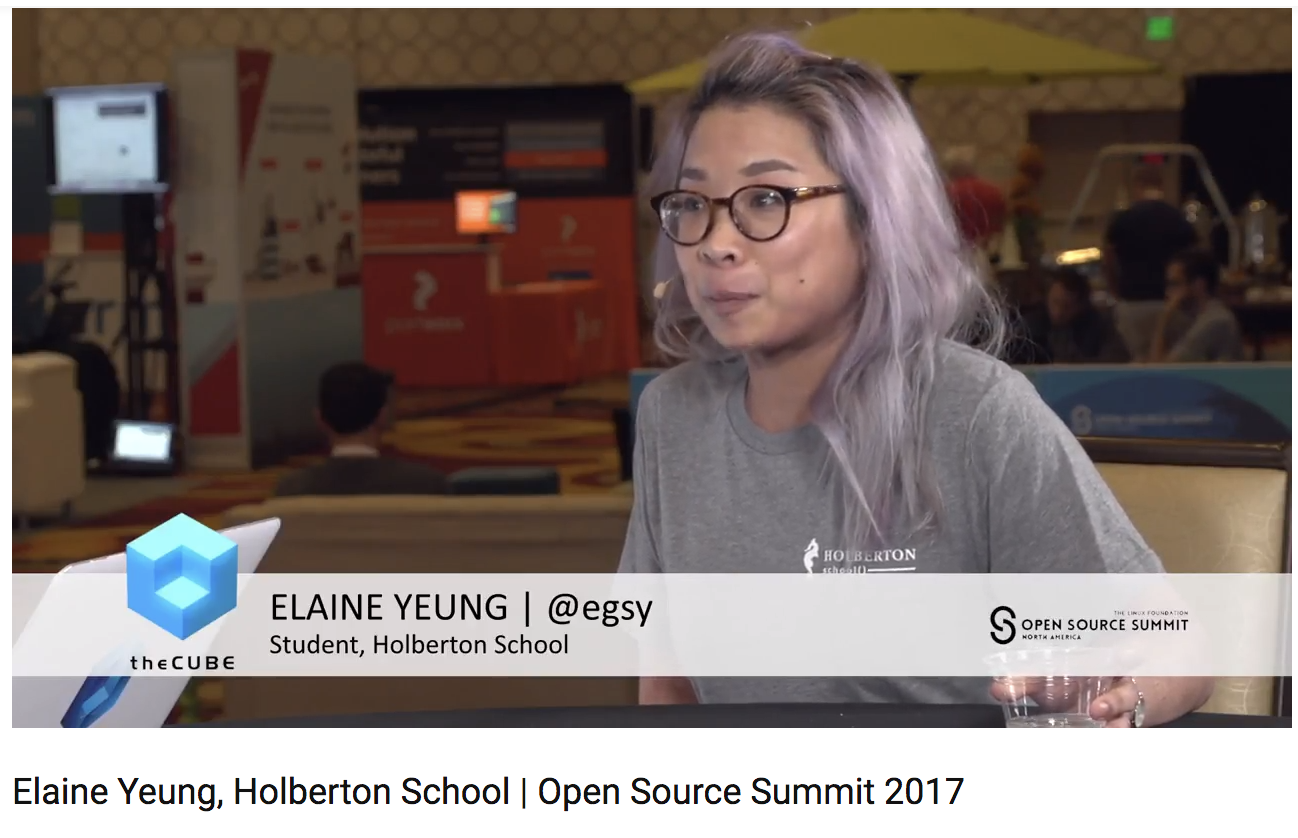 HOLBERTON
school()
ELAINE YEUNG | @egsy
Student, Holberton School
theCUBE
THE LINUX FOUNDATION
OPEN SOURCE SUMMIT
NORTH AMERICA
Elaine Yeung, Holberton School | Open Source Summit 2017